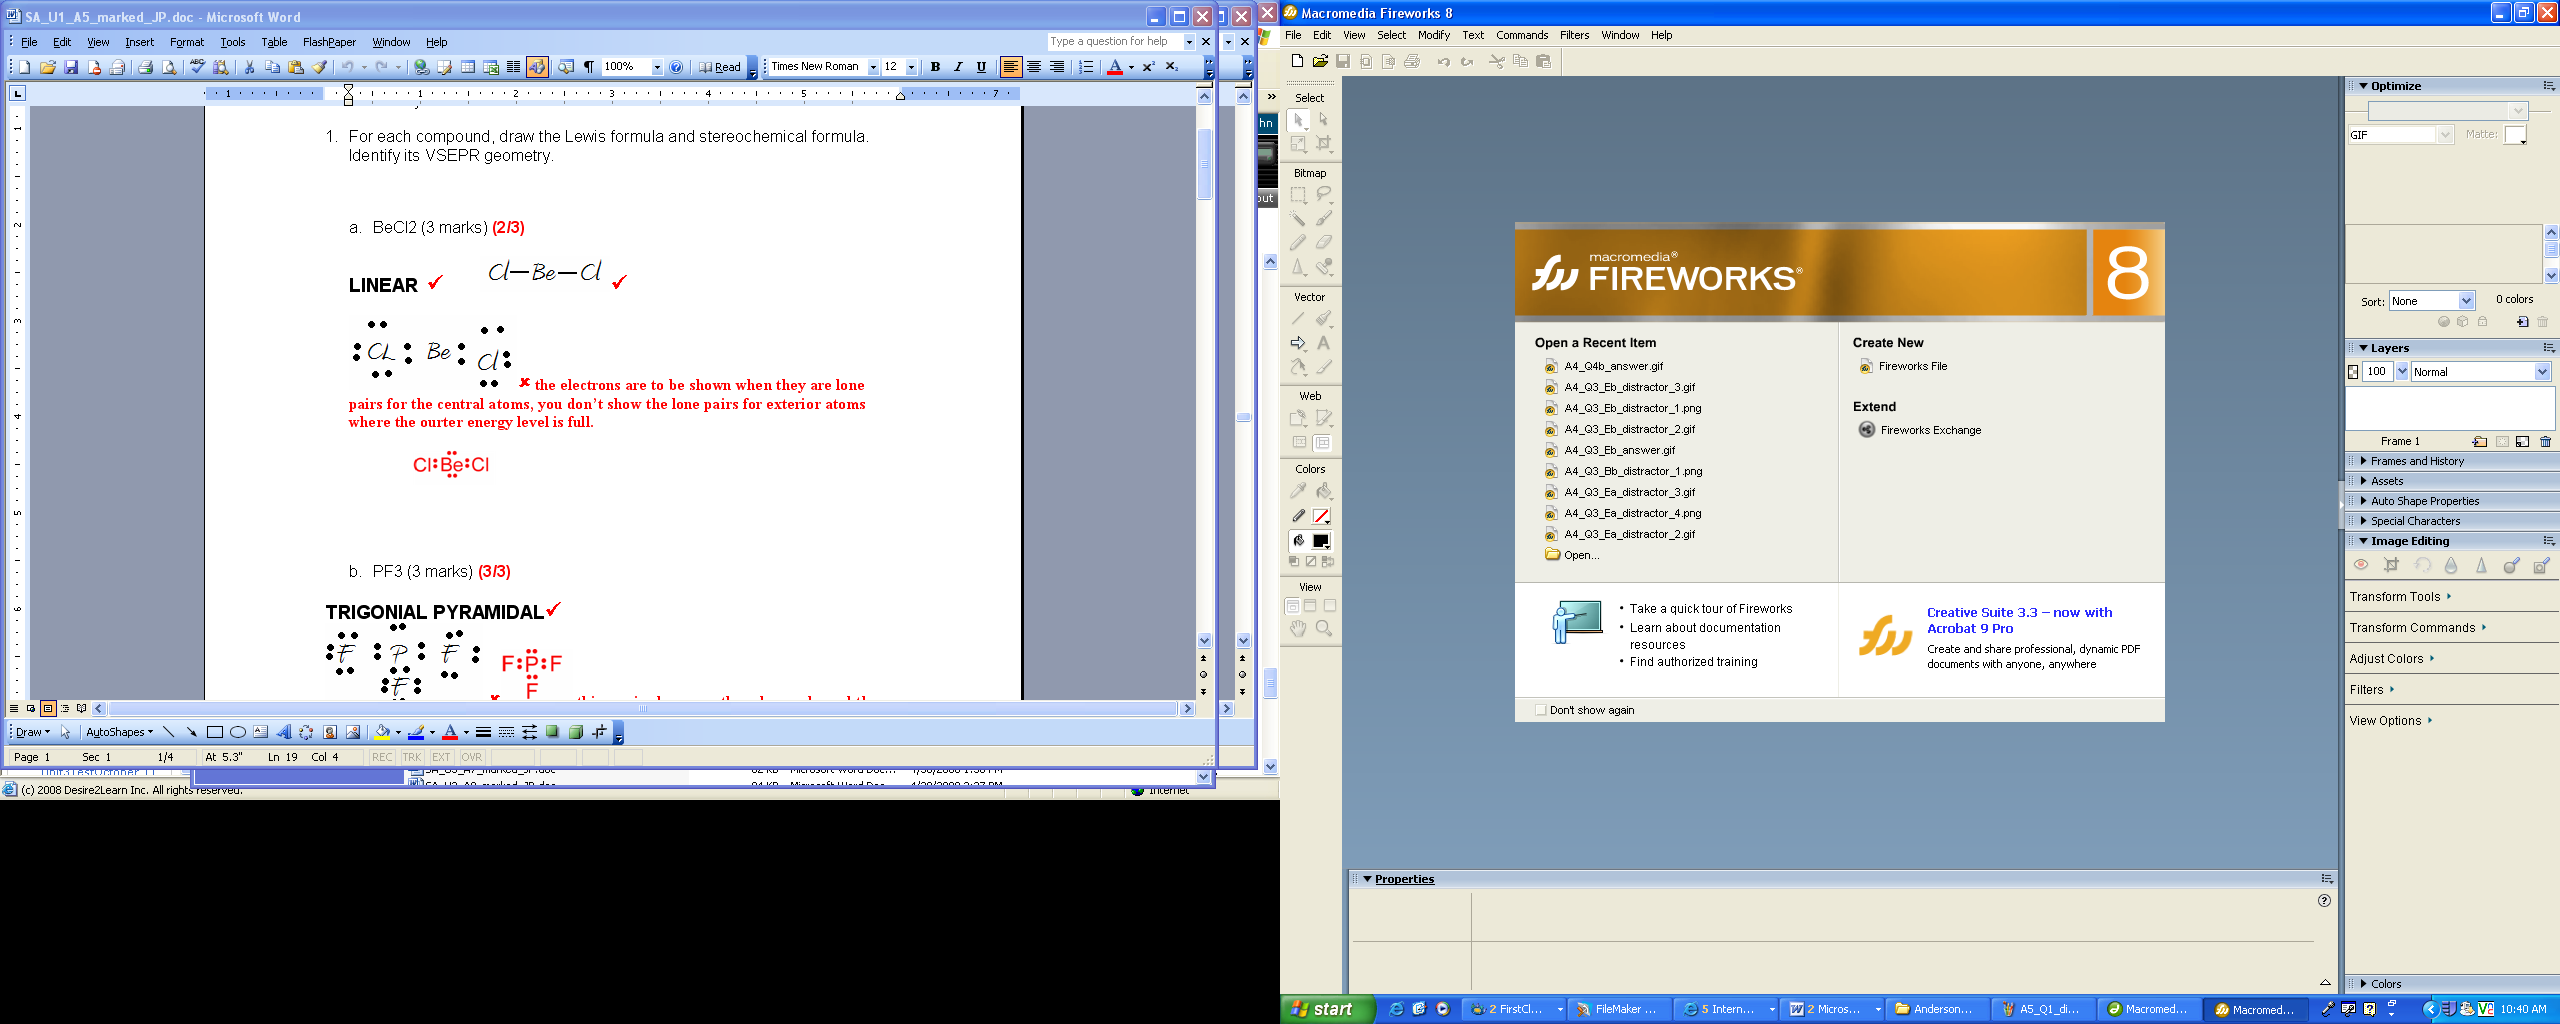 SA_U1_A5_marked_JP.doc - Microsoft Word
File Edit View Insert Format Tools Table FlashPaper Window Help
Type a question for help
100% Read Times New Roman 12 B I U
1. For each compound, draw the Lewis formula and stereochemical formula.
Identify its VSEPR geometry.
a. BeCl2 (3 marks) (2/3)
Cl—Be—Cl
LINEAR
CL Be Cl
the electrons are to be shown when they are lone
pairs for the central atoms, you don't show the lone pairs for exterior atoms
where the ourter energy level is full.
Cl:Be:Cl
b. PF3 (3 marks) (3/3)
TRIGONIAL PYRAMIDAL
F P F
F
F:P:F
F
Draw AutoShapes
Page 1 Sec 1 1/4 At 5.3" Ln 19 Col 4 REC TRK EXT OVR
(c) 2008 Desire2Learn Inc. All rights reserved.
Internet
Macromedia Fireworks 8
File Edit View Select Modify Text Commands Filters Window Help
Select
Bitmap
Vector
Web
Colors
View
macromedia®
FIREWORKS® 8
Open a Recent Item
A4_Q4b_answer.gif
A4_Q3_Eb_distractor_3.gif
A4_Q3_Eb_distractor_1.png
A4_Q3_Eb_distractor_2.gif
A4_Q3_Eb_answer.gif
A4_Q3_Bb_distractor_1.png
A4_Q3_Ea_distractor_3.gif
A4_Q3_Ea_distractor_4.png
A4_Q3_Ea_distractor_2.gif
Open...
Create New
Fireworks File
Extend
Fireworks Exchange
• Take a quick tour of Fireworks
• Learn about documentation
resources
• Find authorized training
Creative Suite 3.3 – now with
Acrobat 9 Pro
Create and share professional, dynamic PDF
documents with anyone, anywhere
Don't show again
Optimize
GIF Matte:
Sort: None 0 colors
Layers
100 Normal
Frame 1
Frames and History
Assets
Auto Shape Properties
Special Characters
Image Editing
Transform Tools
Transform Commands
Adjust Colors
Filters
View Options
Properties
Colors
start 2 FirstCl... FileMaker ... 5 Intern... 2 Micros... Anderson... A5_Q1_di... Macromed... Macromed... 10:40 AM